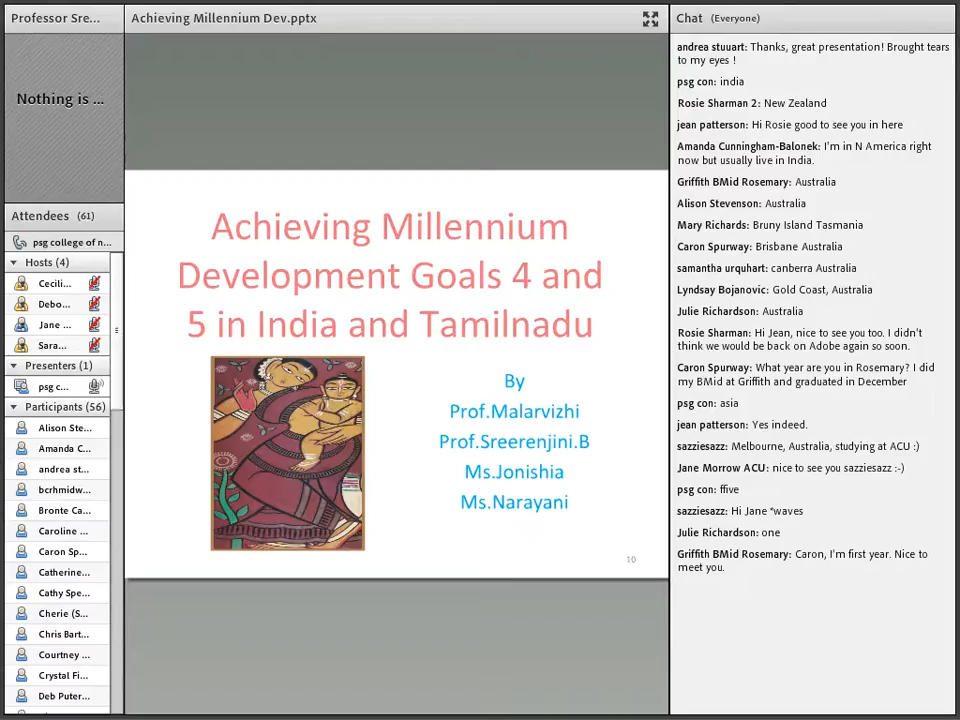 Professor Sre...
Nothing is ...
Attendees (61)
psg college of n...
Hosts (4)
Cecili...
Debo...
Jane ...
Sara...
Presenters (1)
psg c...
Participants (56)
Alison Ste...
Amanda C...
andrea st...
bcrhmidw...
Bronte Ca...
Caroline ...
Caron Sp...
Catherine...
Cathy Spe...
Cherie (S...
Chris Bart...
Courtney ...
Crystal Fi...
Deb Puter...
Achieving Millennium Dev.pptx
Achieving Millennium
Development Goals 4 and
5 in India and Tamilnadu
By
Prof.Malarvizhi
Prof.Sreerenjini.B
Ms.Jonishia
Ms.Narayani
10
Chat (Everyone)
andrea stuuart: Thanks, great presentation! Brought tears
to my eyes !
psg con: india
Rosie Sharman 2: New Zealand
jean patterson: Hi Rosie good to see you in here
Amanda Cunningham-Balonek: I'm in N America right
now but usually live in India.
Griffith BMid Rosemary: Australia
Alison Stevenson: Australia
Mary Richards: Bruny Island Tasmania
Caron Spurway: Brisbane Australia
samantha urquhart: canberra Australia
Lyndsay Bojanovic: Gold Coast, Australia
Julie Richardson: Australia
Rosie Sharman: Hi Jean, nice to see you too. I didn't
think we would be back on Adobe again so soon.
Caron Spurway: What year are you in Rosemary? I did
my BMid at Griffith and graduated in December
psg con: asia
jean patterson: Yes indeed.
sazziesazz: Melbourne, Australia, studying at ACU :)
Jane Morrow ACU: nice to see you sazziesazz :-)
psg con: ffive
sazziesazz: Hi Jane *waves
Julie Richardson: one
Griffith BMid Rosemary: Caron, I'm first year. Nice to
meet you.